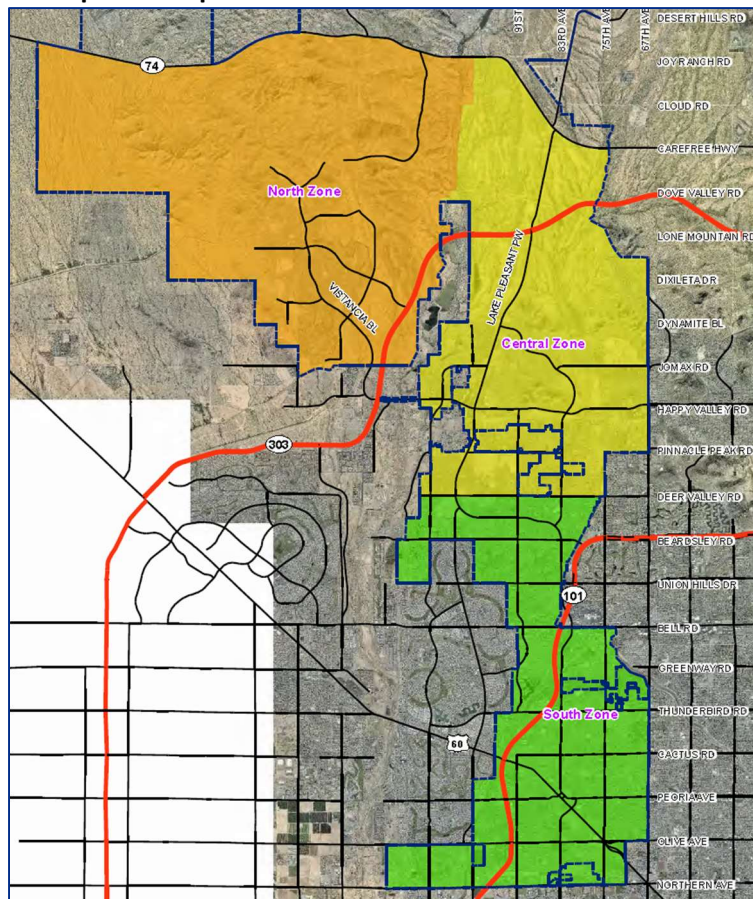 91ST
83RD AVE
75TH AVE
67TH AVE
DESERT HILLS RD
JOY RANCH RD
74
CLOUD RD
CAREFREE HWY
North Zone
DOVE VALLEY RD
LONE MOUNTAIN RD
LAKE PLEASANT PW
DIXILETA DR
VISTANCIA BL
DYNAMITE BL
Central Zone
JOMAX RD
HAPPY VALLEY RD
303
PINNACLE PEAK RD
DEER VALLEY RD
BEARDSLEY RD
UNION HILLS DR
101
BELL RD
GREENWAY RD
THUNDERBIRD RD
South Zone
60
CACTUS RD
PEORIA AVE
OLIVE AVE
NORTHERN AVE